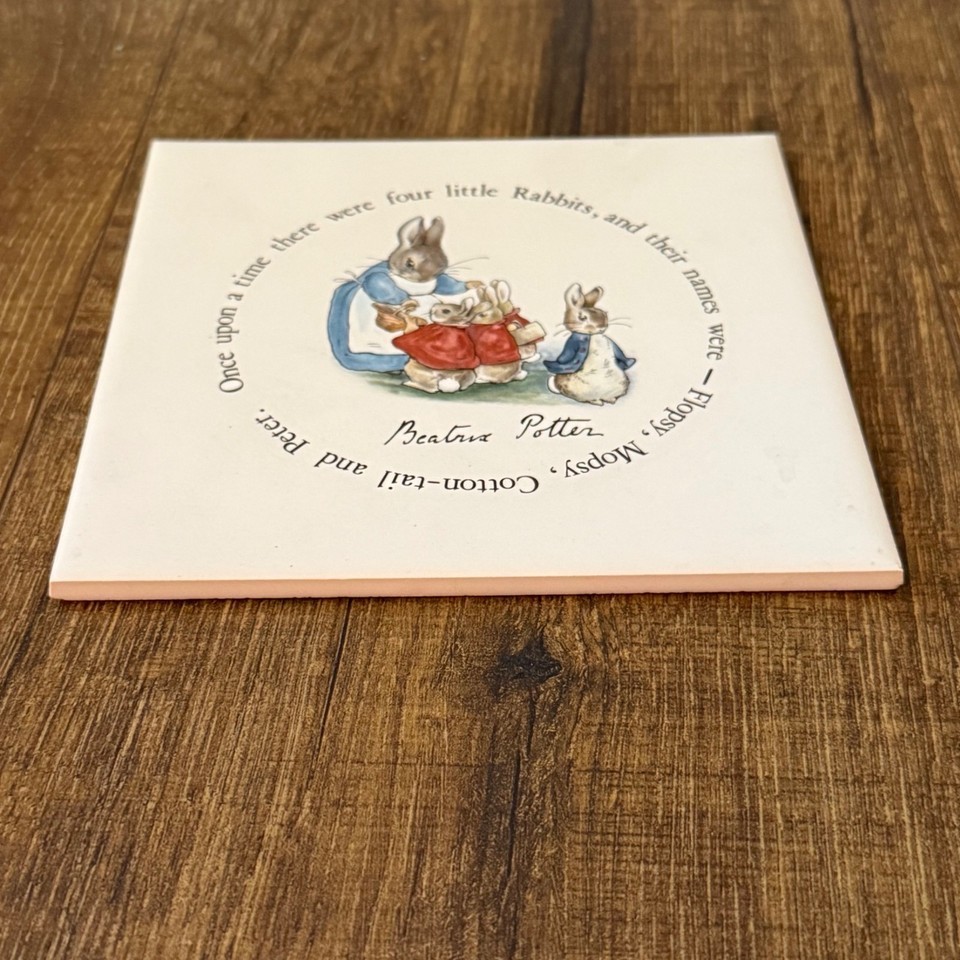 Once upon a time there were four little Rabbits, and their names were — Flopsy, Mopsy, Cotton-tail and Peter.
Beatrix Potter